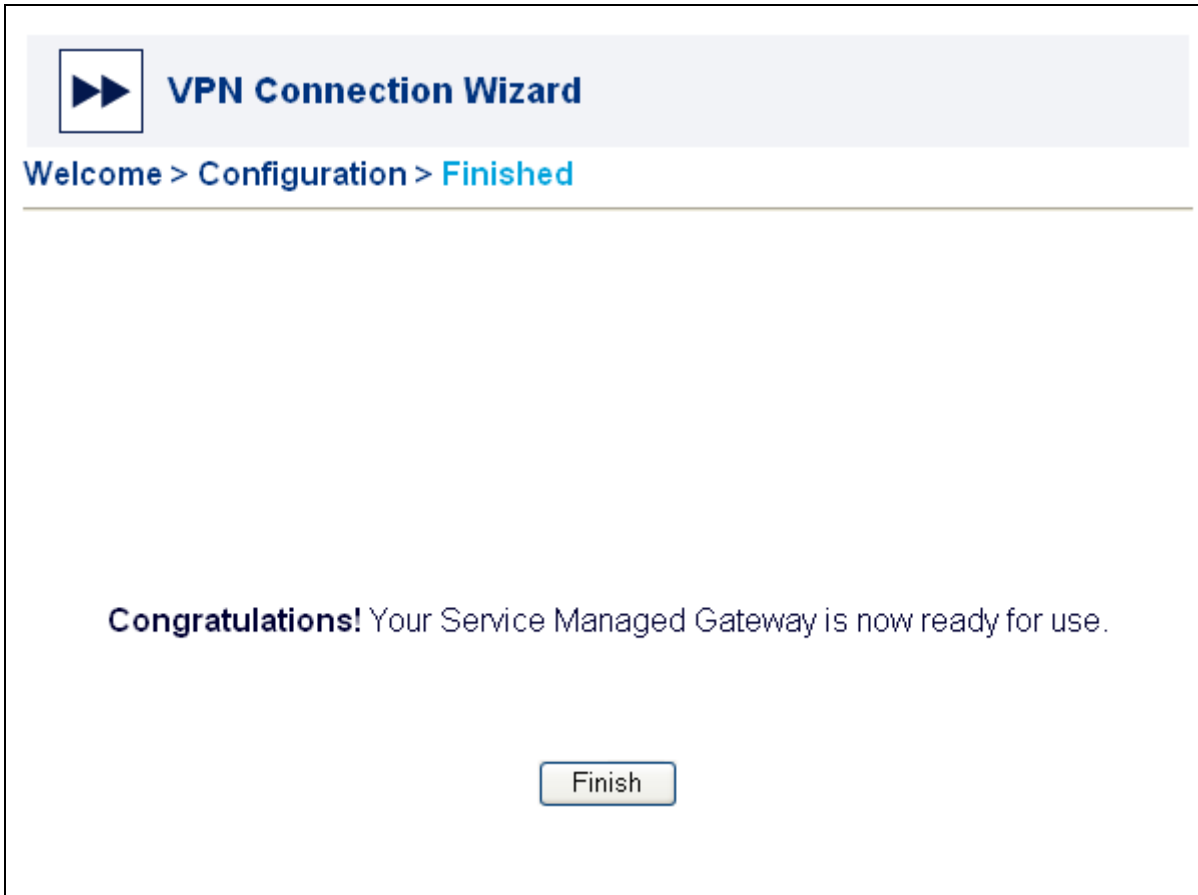 VPN Connection Wizard
Welcome > Configuration > Finished
Congratulations! Your Service Managed Gateway is now ready for use.
Finish